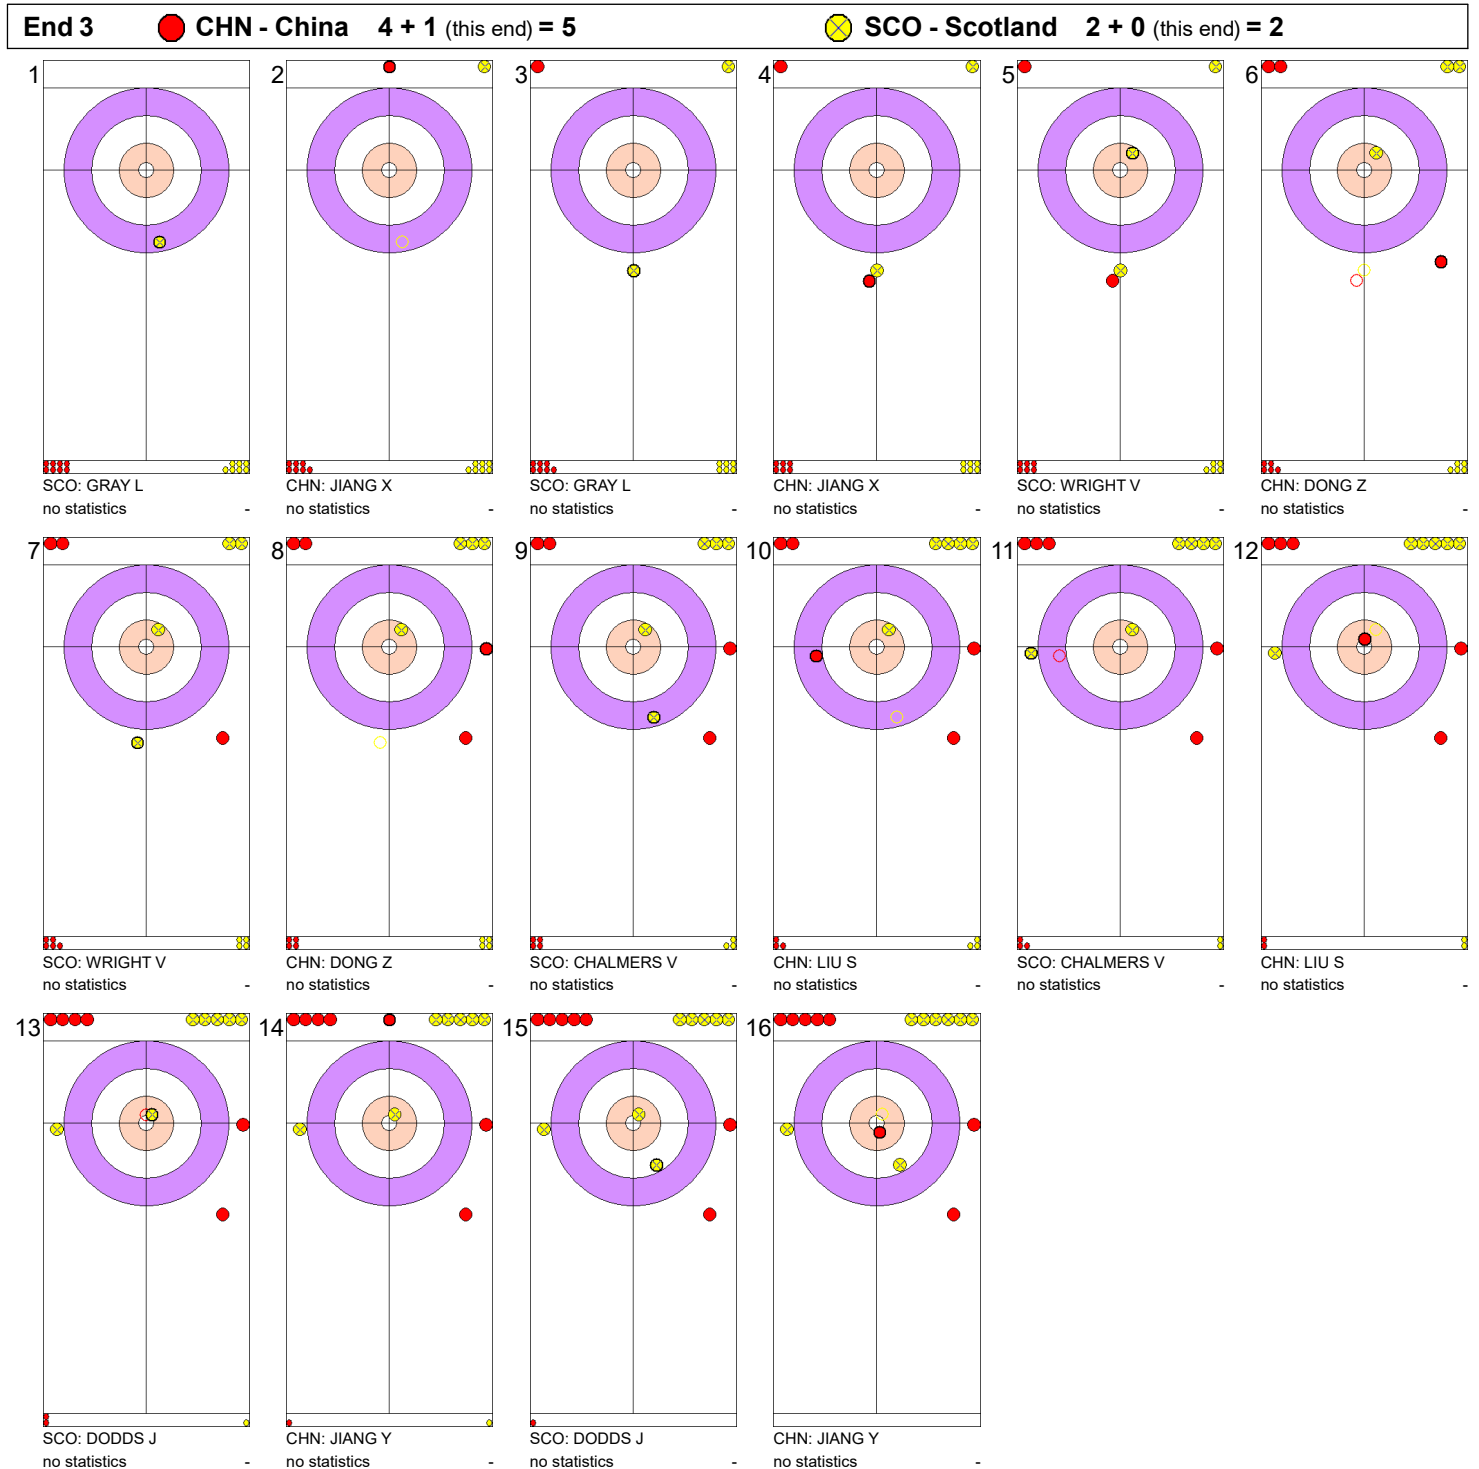 End 3 CHN - China 4 + 1 (this end) = 5 SCO - Scotland 2 + 0 (this end) = 2
1 2 3 4 5 6
SCO: GRAY L CHN: JIANG X SCO: GRAY L CHN: JIANG X SCO: WRIGHT V CHN: DONG Z
no statistics - no statistics - no statistics - no statistics - no statistics - no statistics -
7 8 9 10 11 12
SCO: WRIGHT V CHN: DONG Z SCO: CHALMERS V CHN: LIU S SCO: CHALMERS V CHN: LIU S
no statistics - no statistics - no statistics - no statistics - no statistics - no statistics -
13 14 15 16
SCO: DODDS J CHN: JIANG Y SCO: DODDS J CHN: JIANG Y
no statistics - no statistics - no statistics - no statistics -